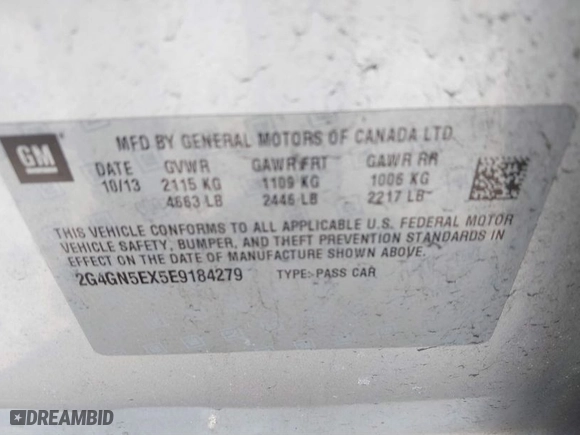 GM
MFD BY GENERAL MOTORS OF CANADA LTD
DATE GVWR GAWR FRT GAWR RR
10/13 2115 KG 1109 KG 1006 KG
4663 LB 2446 LB 2217 LB
THIS VEHICLE CONFORMS TO ALL APPLICABLE U.S. FEDERAL MOTOR
VEHICLE SAFETY, BUMPER, AND THEFT PREVENTION STANDARDS IN
EFFECT ON THE DATE OF MANUFACTURE SHOWN ABOVE.
2G4GN5EX5E9184279 TYPE: PASS CAR
DREAMBID